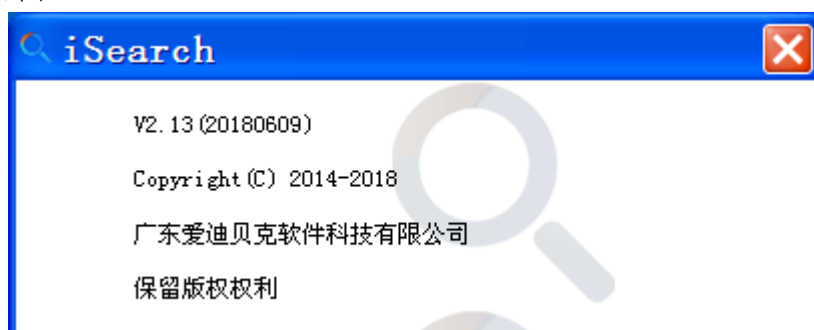 iSearch
V2.13(20180609)
Copyright(C) 2014-2018
广东爱迪贝克软件科技有限公司
保留版权权利